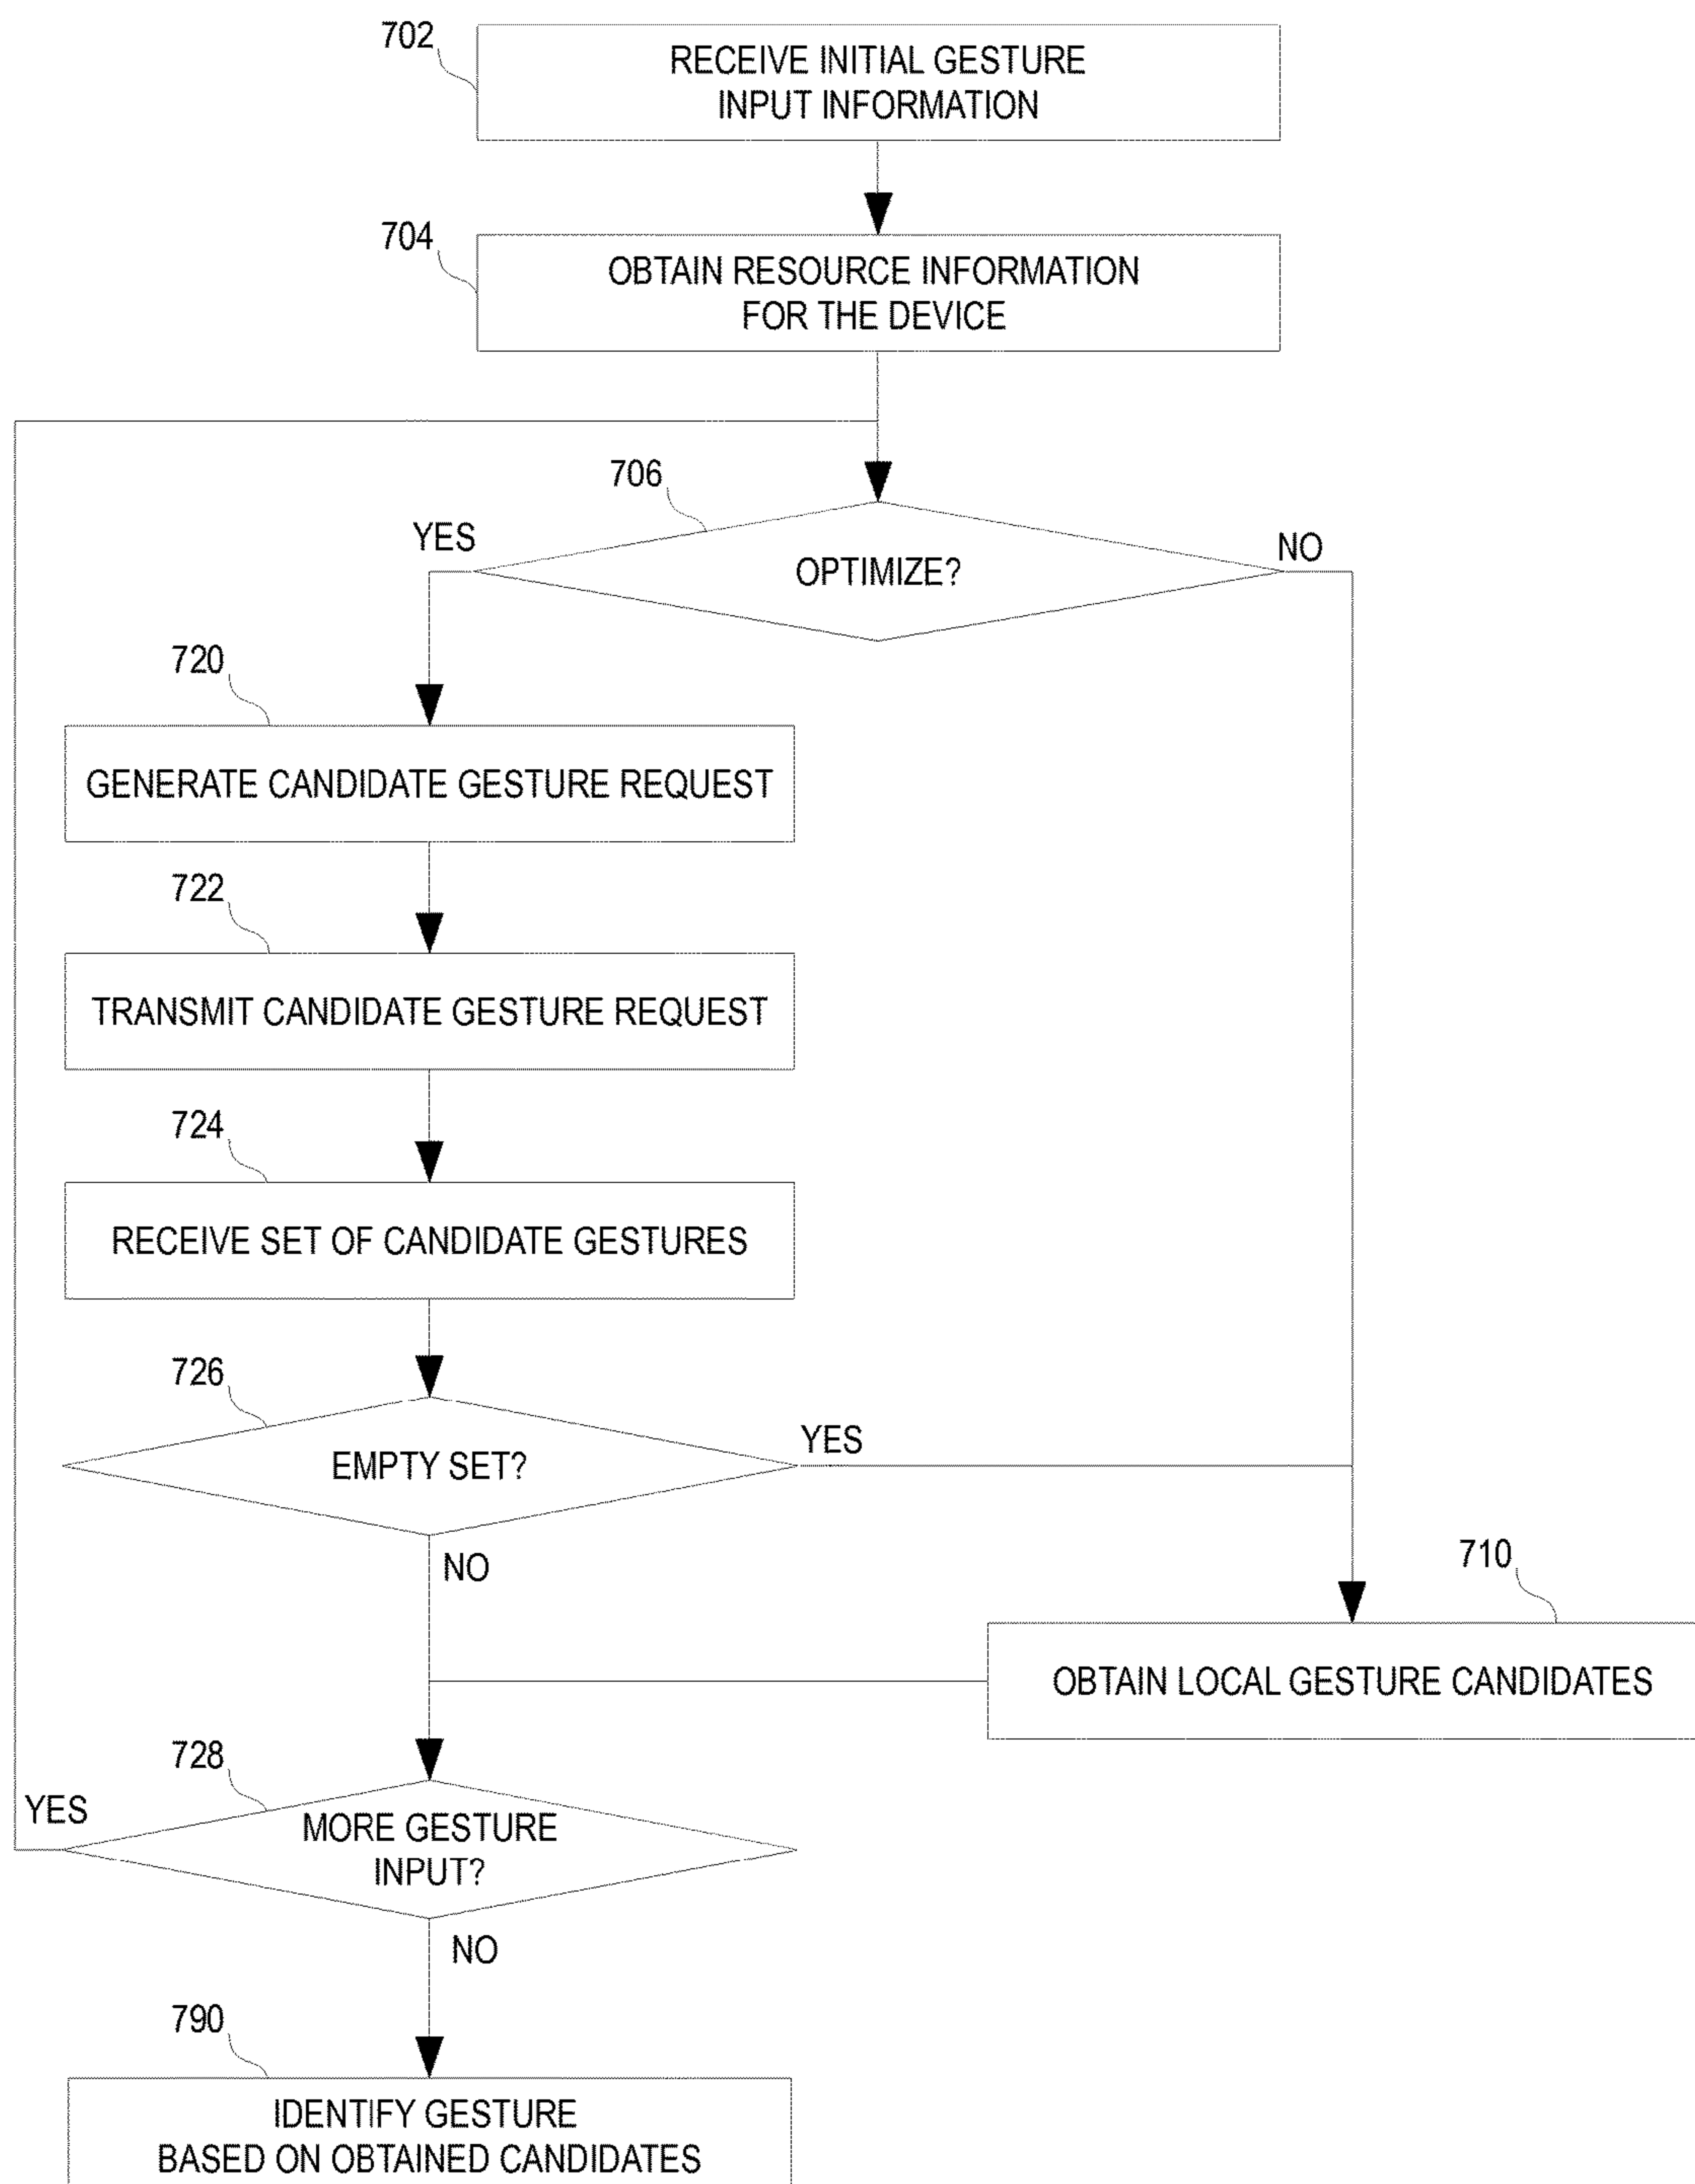 702
RECEIVE INITIAL GESTURE
INPUT INFORMATION
704
OBTAIN RESOURCE INFORMATION
FOR THE DEVICE
706
YES
NO
OPTIMIZE?
720
GENERATE CANDIDATE GESTURE REQUEST
722
TRANSMIT CANDIDATE GESTURE REQUEST
724
RECEIVE SET OF CANDIDATE GESTURES
726
YES
EMPTY SET?
NO
710
OBTAIN LOCAL GESTURE CANDIDATES
728
YES
MORE GESTURE
INPUT?
NO
790
IDENTIFY GESTURE
BASED ON OBTAINED CANDIDATES